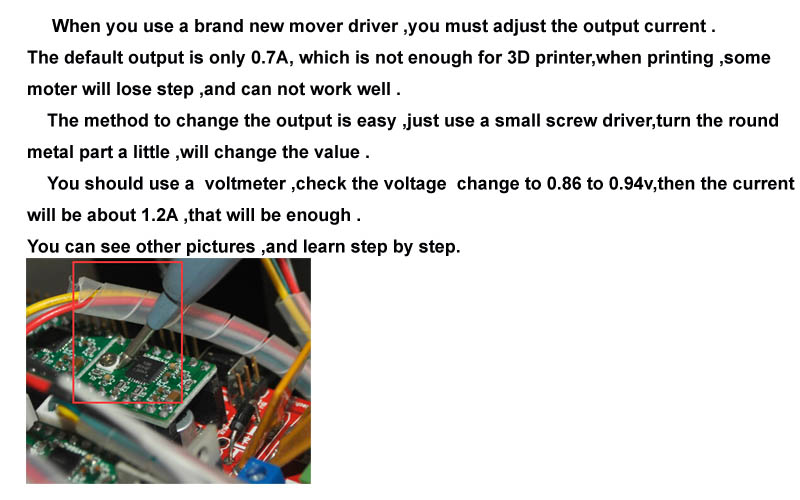 When you use a brand new mover driver ,you must adjust the output current .
The default output is only 0.7A, which is not enough for 3D printer,when printing ,some
moter will lose step ,and can not work well .
The method to change the output is easy ,just use a small screw driver,turn the round
metal part a little ,will change the value .
You should use a voltmeter ,check the voltage change to 0.86 to 0.94v,then the current
will be about 1.2A ,that will be enough .
You can see other pictures ,and learn step by step.